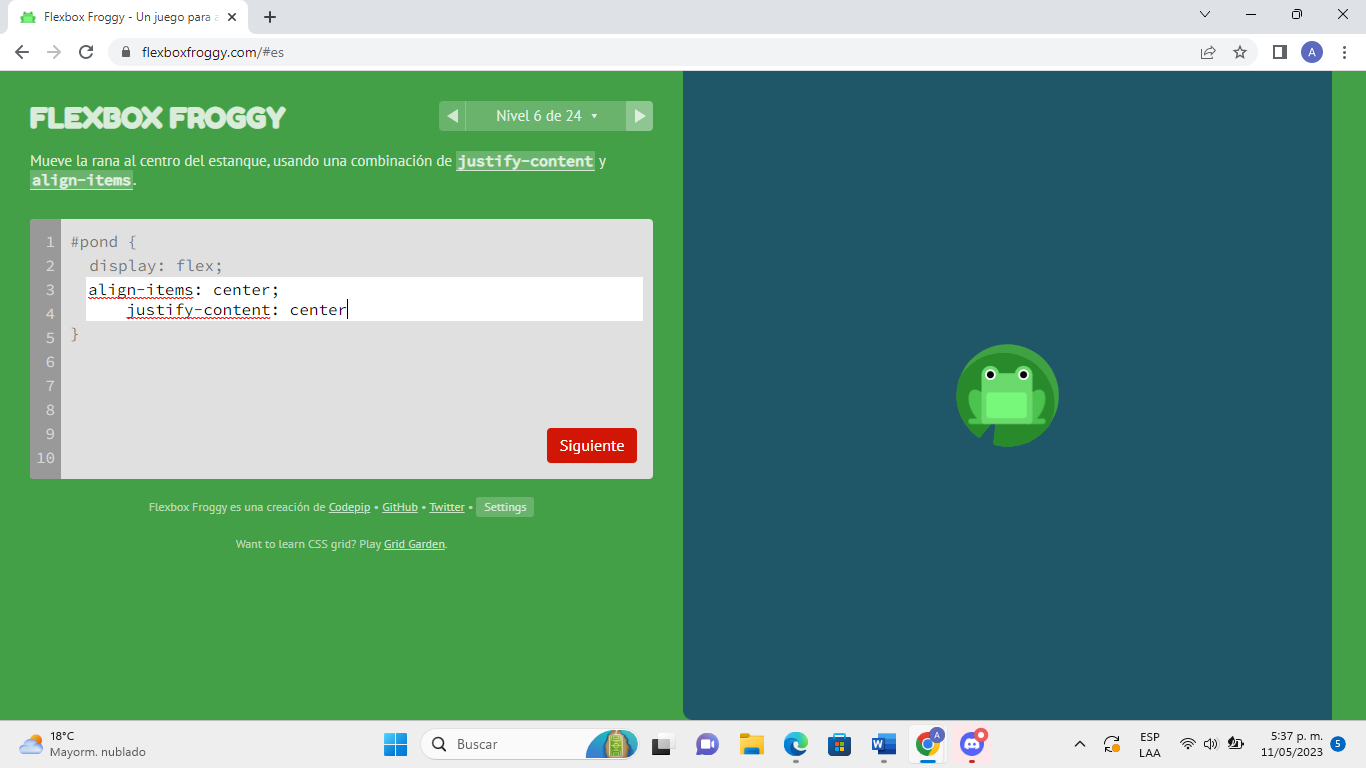 Flexbox Froggy - Un juego para a
flexboxfroggy.com/#es
A
FLEXBOX FROGGY
Nivel 6 de 24
Mueve la rana al centro del estanque, usando una combinación de justify-content y
align-items.
1 #pond {
2 display: flex;
3 align-items: center;
4 justify-content: center
5 }
6
7
8
9
10
Siguiente
Flexbox Froggy es una creación de Codepip • GitHub • Twitter • Settings
Want to learn CSS grid? Play Grid Garden.
18°C
Mayorm. nublado
Buscar
W
A
ESP
LAA
5:37 p. m.
11/05/2023
5